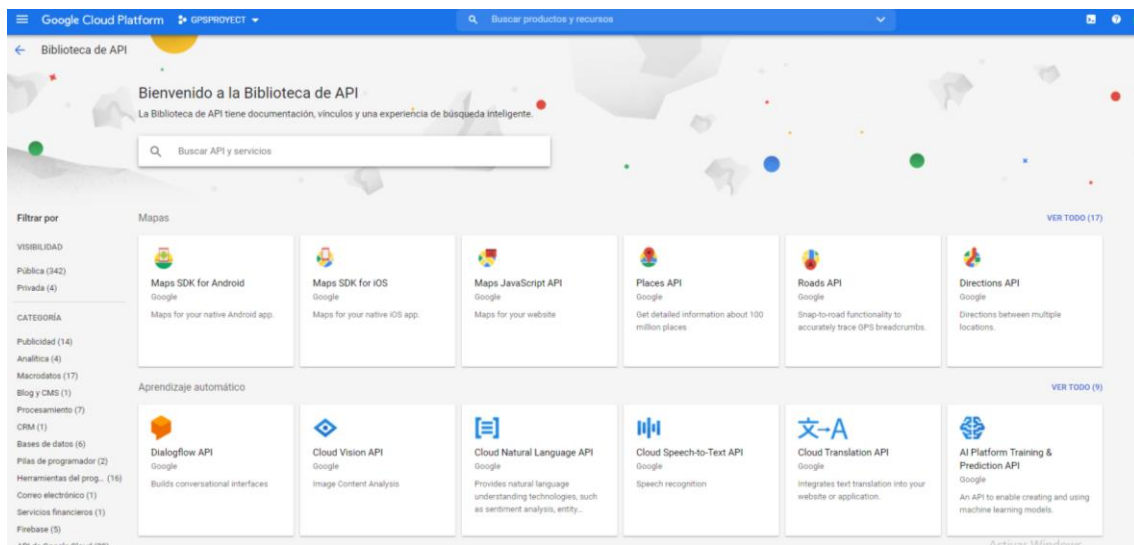 Google Cloud Platform
GPSPROYECT
Buscar productos y recursos
Biblioteca de API
Bienvenido a la Biblioteca de API
La Biblioteca de API tiene documentación, vínculos y una experiencia de búsqueda inteligente.
Buscar API y servicios
Filtrar por
VISIBILIDAD
Pública (342)
Privada (4)
CATEGORÍA
Publicidad (14)
Analítica (4)
Macrodatos (17)
Blog y CMS (1)
Procesamiento (7)
CRM (1)
Bases de datos (6)
Pilas de programador (2)
Herramientas del prog... (16)
Correo electrónico (1)
Servicios financieros (1)
Firebase (5)
Mapas
VER TODO (17)
Maps SDK for Android
Google
Maps for your native Android app.
Maps SDK for iOS
Google
Maps for your native iOS app.
Maps JavaScript API
Google
Maps for your website
Places API
Google
Get detailed information about 100
million places
Roads API
Google
Snap-to-road functionality to
accurately trace GPS breadcrumbs.
Directions API
Google
Directions between multiple
locations.
Aprendizaje automático
VER TODO (9)
Dialogflow API
Google
Builds conversational interfaces
Cloud Vision API
Google
Image Content Analysis
Cloud Natural Language API
Google
Provides natural language
understanding technologies, such
as sentiment analysis, entity...
Cloud Speech-to-Text API
Google
Speech recognition
文→A
Cloud Translation API
Google
Integrates text translation into your
website or application.
AI Platform Training &
Prediction API
Google
An API to enable creating and using
machine learning models.
Activar Windows